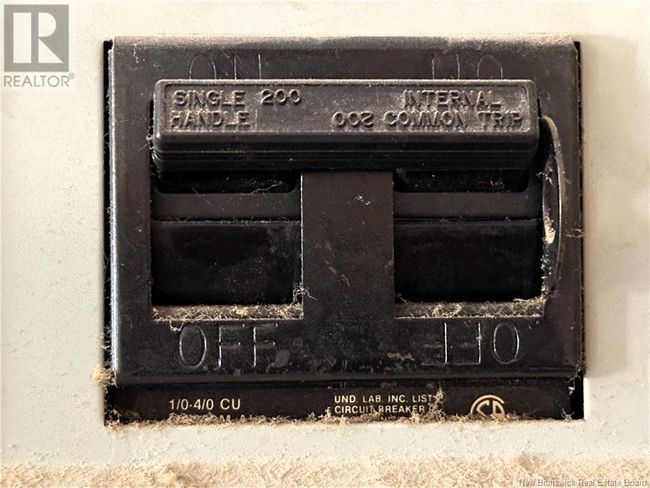 REALTOR®
ON ON
SINGLE 200 INTERNAL
HANDLE 200 COMMON TRIP
OFF OFF
1/0-4/0 CU UND. LAB. INC. LIST
CIRCUIT BREAKER
New Brunswick Real Estate Board